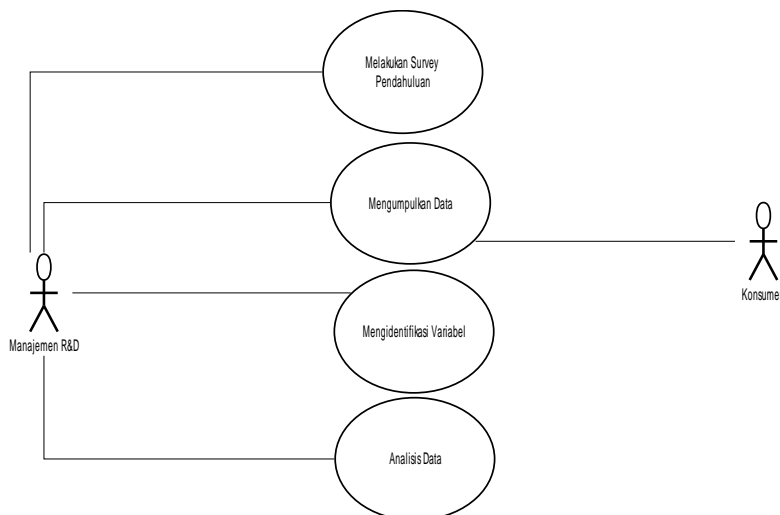 Melakukan Survey
Pendahuluan
Mengumpulkan Data
Konsume
Mengidentifikasi Variabel
Manajemen R&D
Analisis Data